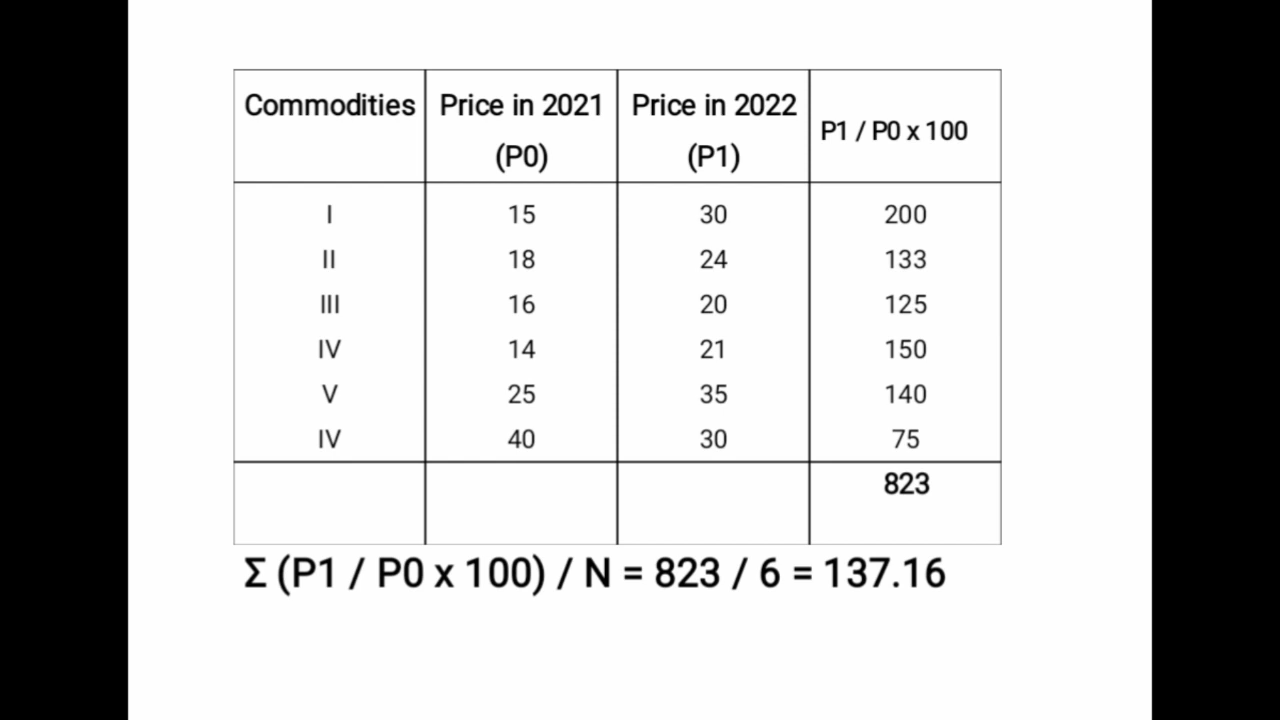 Commodities Price in 2021 (P0) Price in 2022 (P1) P1 / P0 x 100
I 15 30 200
II 18 24 133
III 16 20 125
IV 14 21 150
V 25 35 140
IV 40 30 75
823
Σ (P1 / P0 x 100) / N = 823 / 6 = 137.16